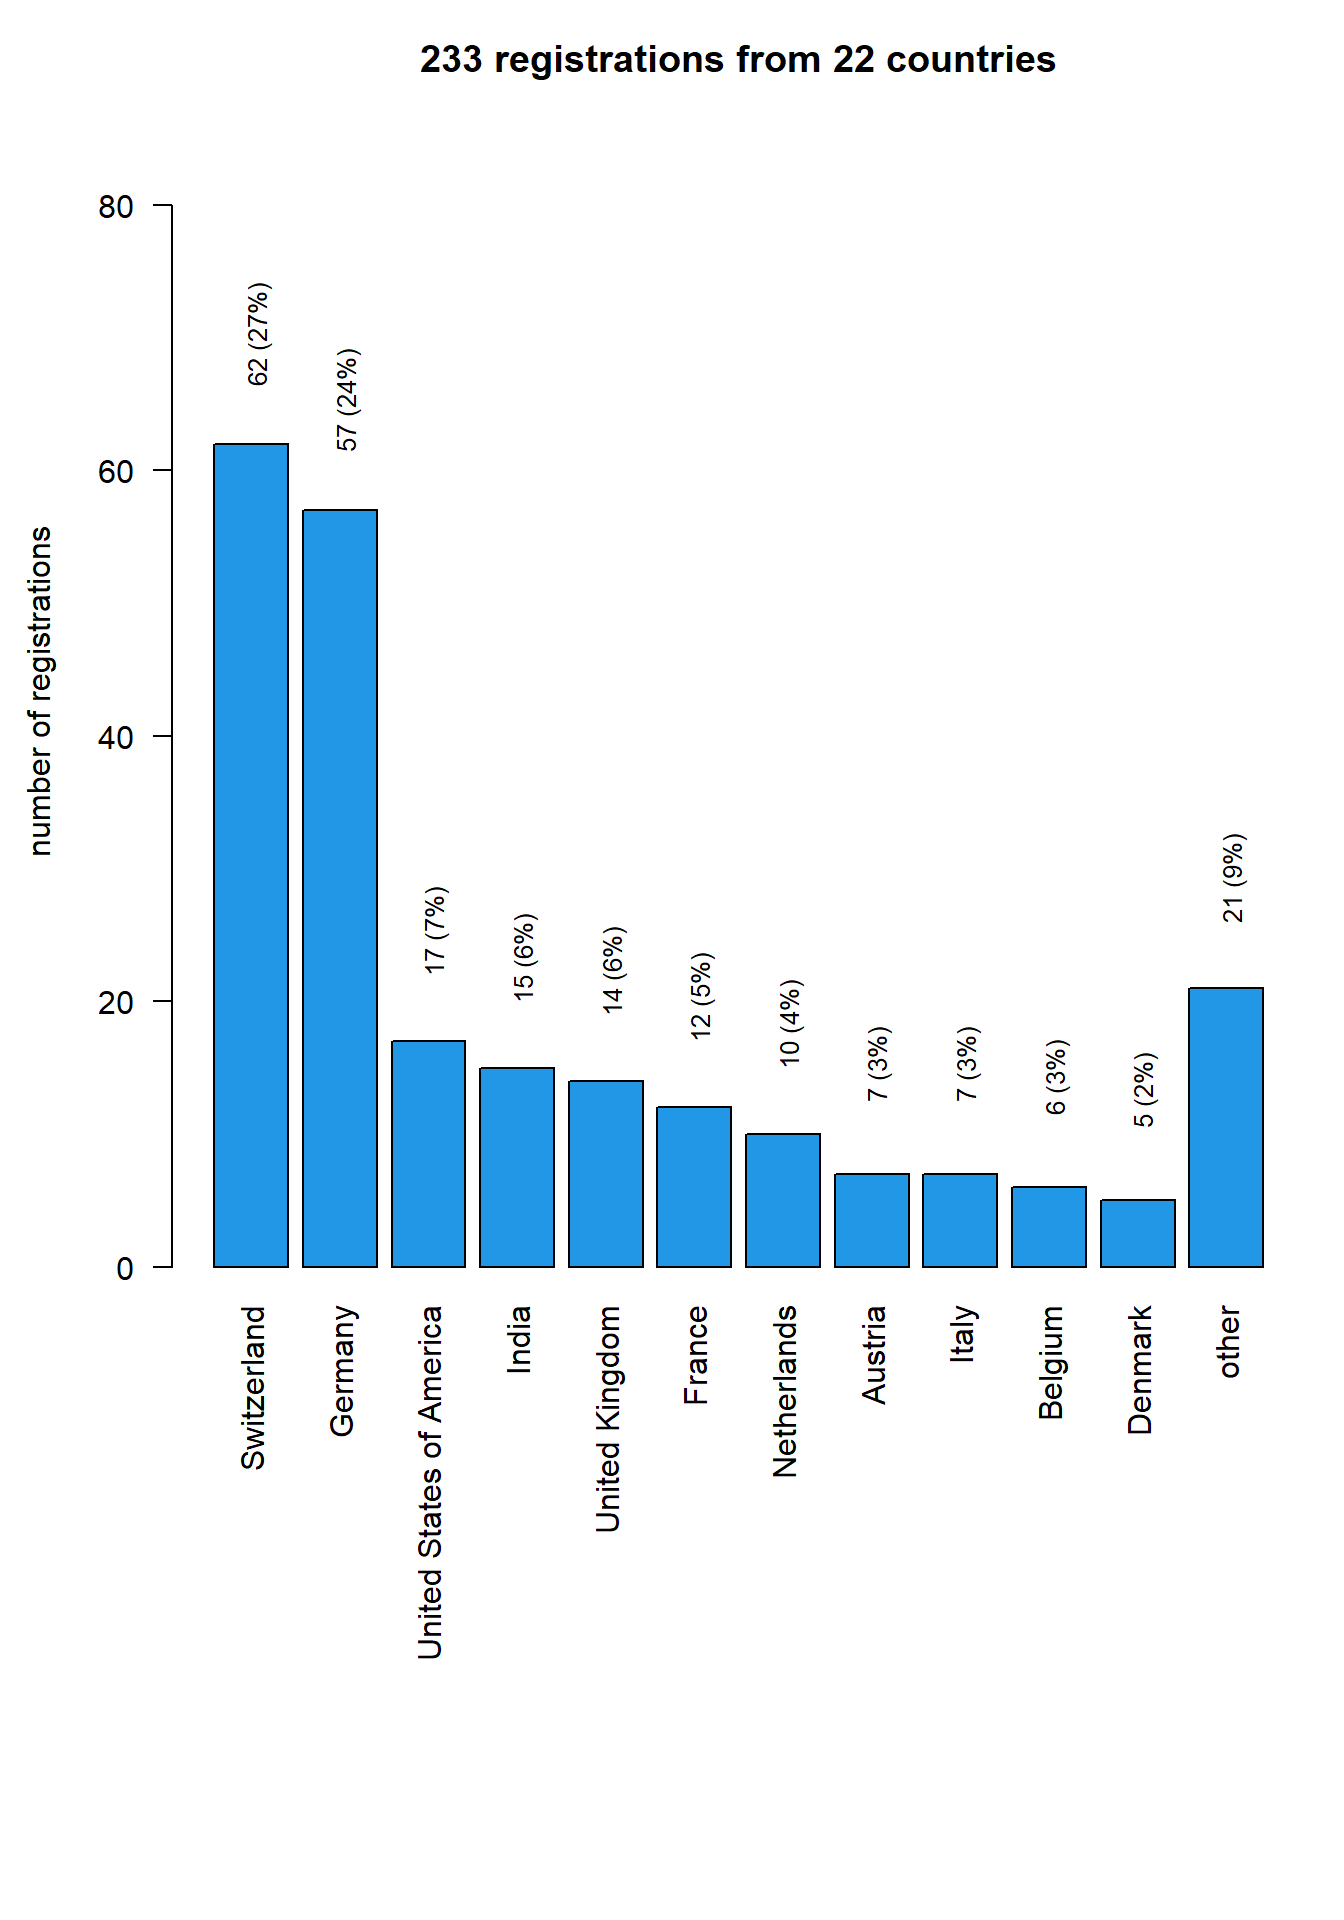 233 registrations from 22 countries
number of registrations
80
60
40
20
0
62 (27%)
57 (24%)
17 (7%)
15 (6%)
14 (6%)
12 (5%)
10 (4%)
7 (3%)
7 (3%)
6 (3%)
5 (2%)
21 (9%)
Switzerland
Germany
United States of America
India
United Kingdom
France
Netherlands
Austria
Italy
Belgium
Denmark
other